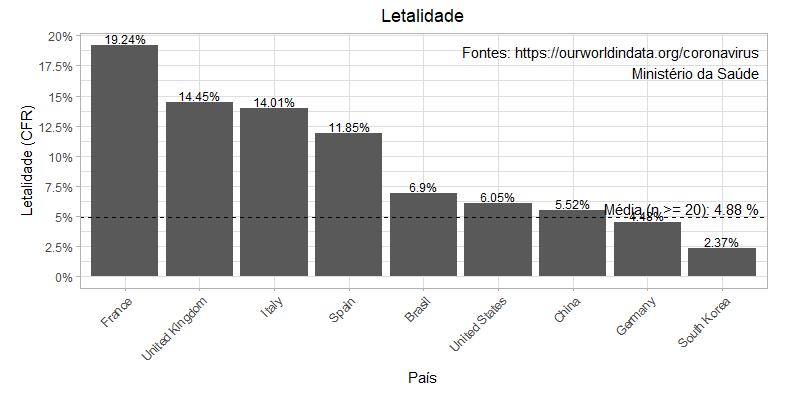 Letalidade
Fontes: https://ourworldindata.org/coronavirus
Ministério da Saúde
Letalidade (CFR)
20%
17.5%
15%
12.5%
10%
7.5%
5%
2.5%
0%
19.24%
14.45%
14.01%
11.85%
6.9%
6.05%
5.52%
4.48%
2.37%
Média (n >= 20): 4.88 %
France
United Kingdom
Italy
Spain
Brasil
United States
China
Germany
South Korea
País